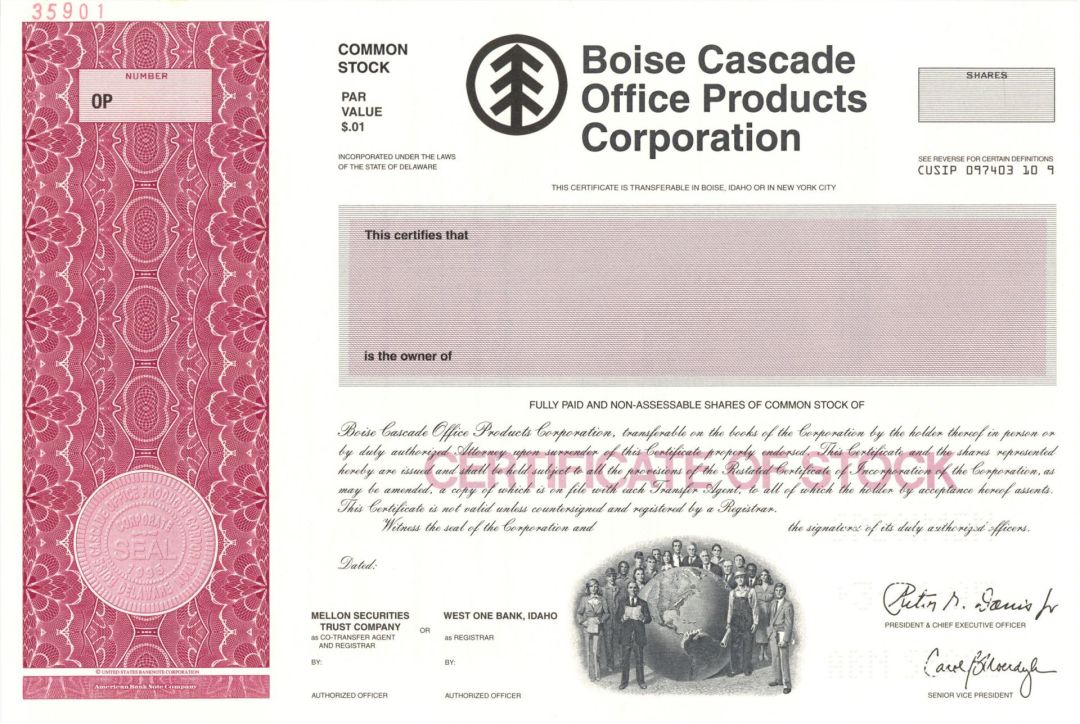 35901
NUMBER
OP
COMMON
STOCK
PAR
VALUE
$.01
INCORPORATED UNDER THE LAWS
OF THE STATE OF DELAWARE
Boise Cascade
Office Products
Corporation
SHARES
SEE REVERSE FOR CERTAIN DEFINITIONS
CUSIP 097403 10 9
THIS CERTIFICATE IS TRANSFERABLE IN BOISE, IDAHO OR IN NEW YORK CITY
This certifies that
is the owner of
FULLY PAID AND NON-ASSESSABLE SHARES OF COMMON STOCK OF
Boise Cascade Office Products Corporation, transferable on the books of the Corporation by the holder thereof in person or
by duly authorized Attorney upon surrender of this Certificate properly endorsed. This Certificate and the shares represented
hereby are issued and shall be held subject to all the provisions of the Restated Certificate of Incorporation of the Corporation, as
may be amended, a copy of which is on file with each Transfer Agent, to all of which the holder by acceptance hereof assents.
This Certificate is not valid unless countersigned and registered by a Registrar.
Witness the seal of the Corporation and the signatures of its duly authorized officers.
CERTIFICATE OF STOCK
Dated:
BOISE CASCADE OFFICE PRODUCTS CORPORATION
CORPORATE
SEAL
1995
DELAWARE
MELLON SECURITIES
TRUST COMPANY
as CO-TRANSFER AGENT
AND REGISTRAR
BY:
AUTHORIZED OFFICER
OR
WEST ONE BANK, IDAHO
as REGISTRAR
BY:
AUTHORIZED OFFICER
PRESIDENT & CHIEF EXECUTIVE OFFICER
SENIOR VICE PRESIDENT
© UNITED STATES BANKNOTE CORPORATION
American Bank Note Company